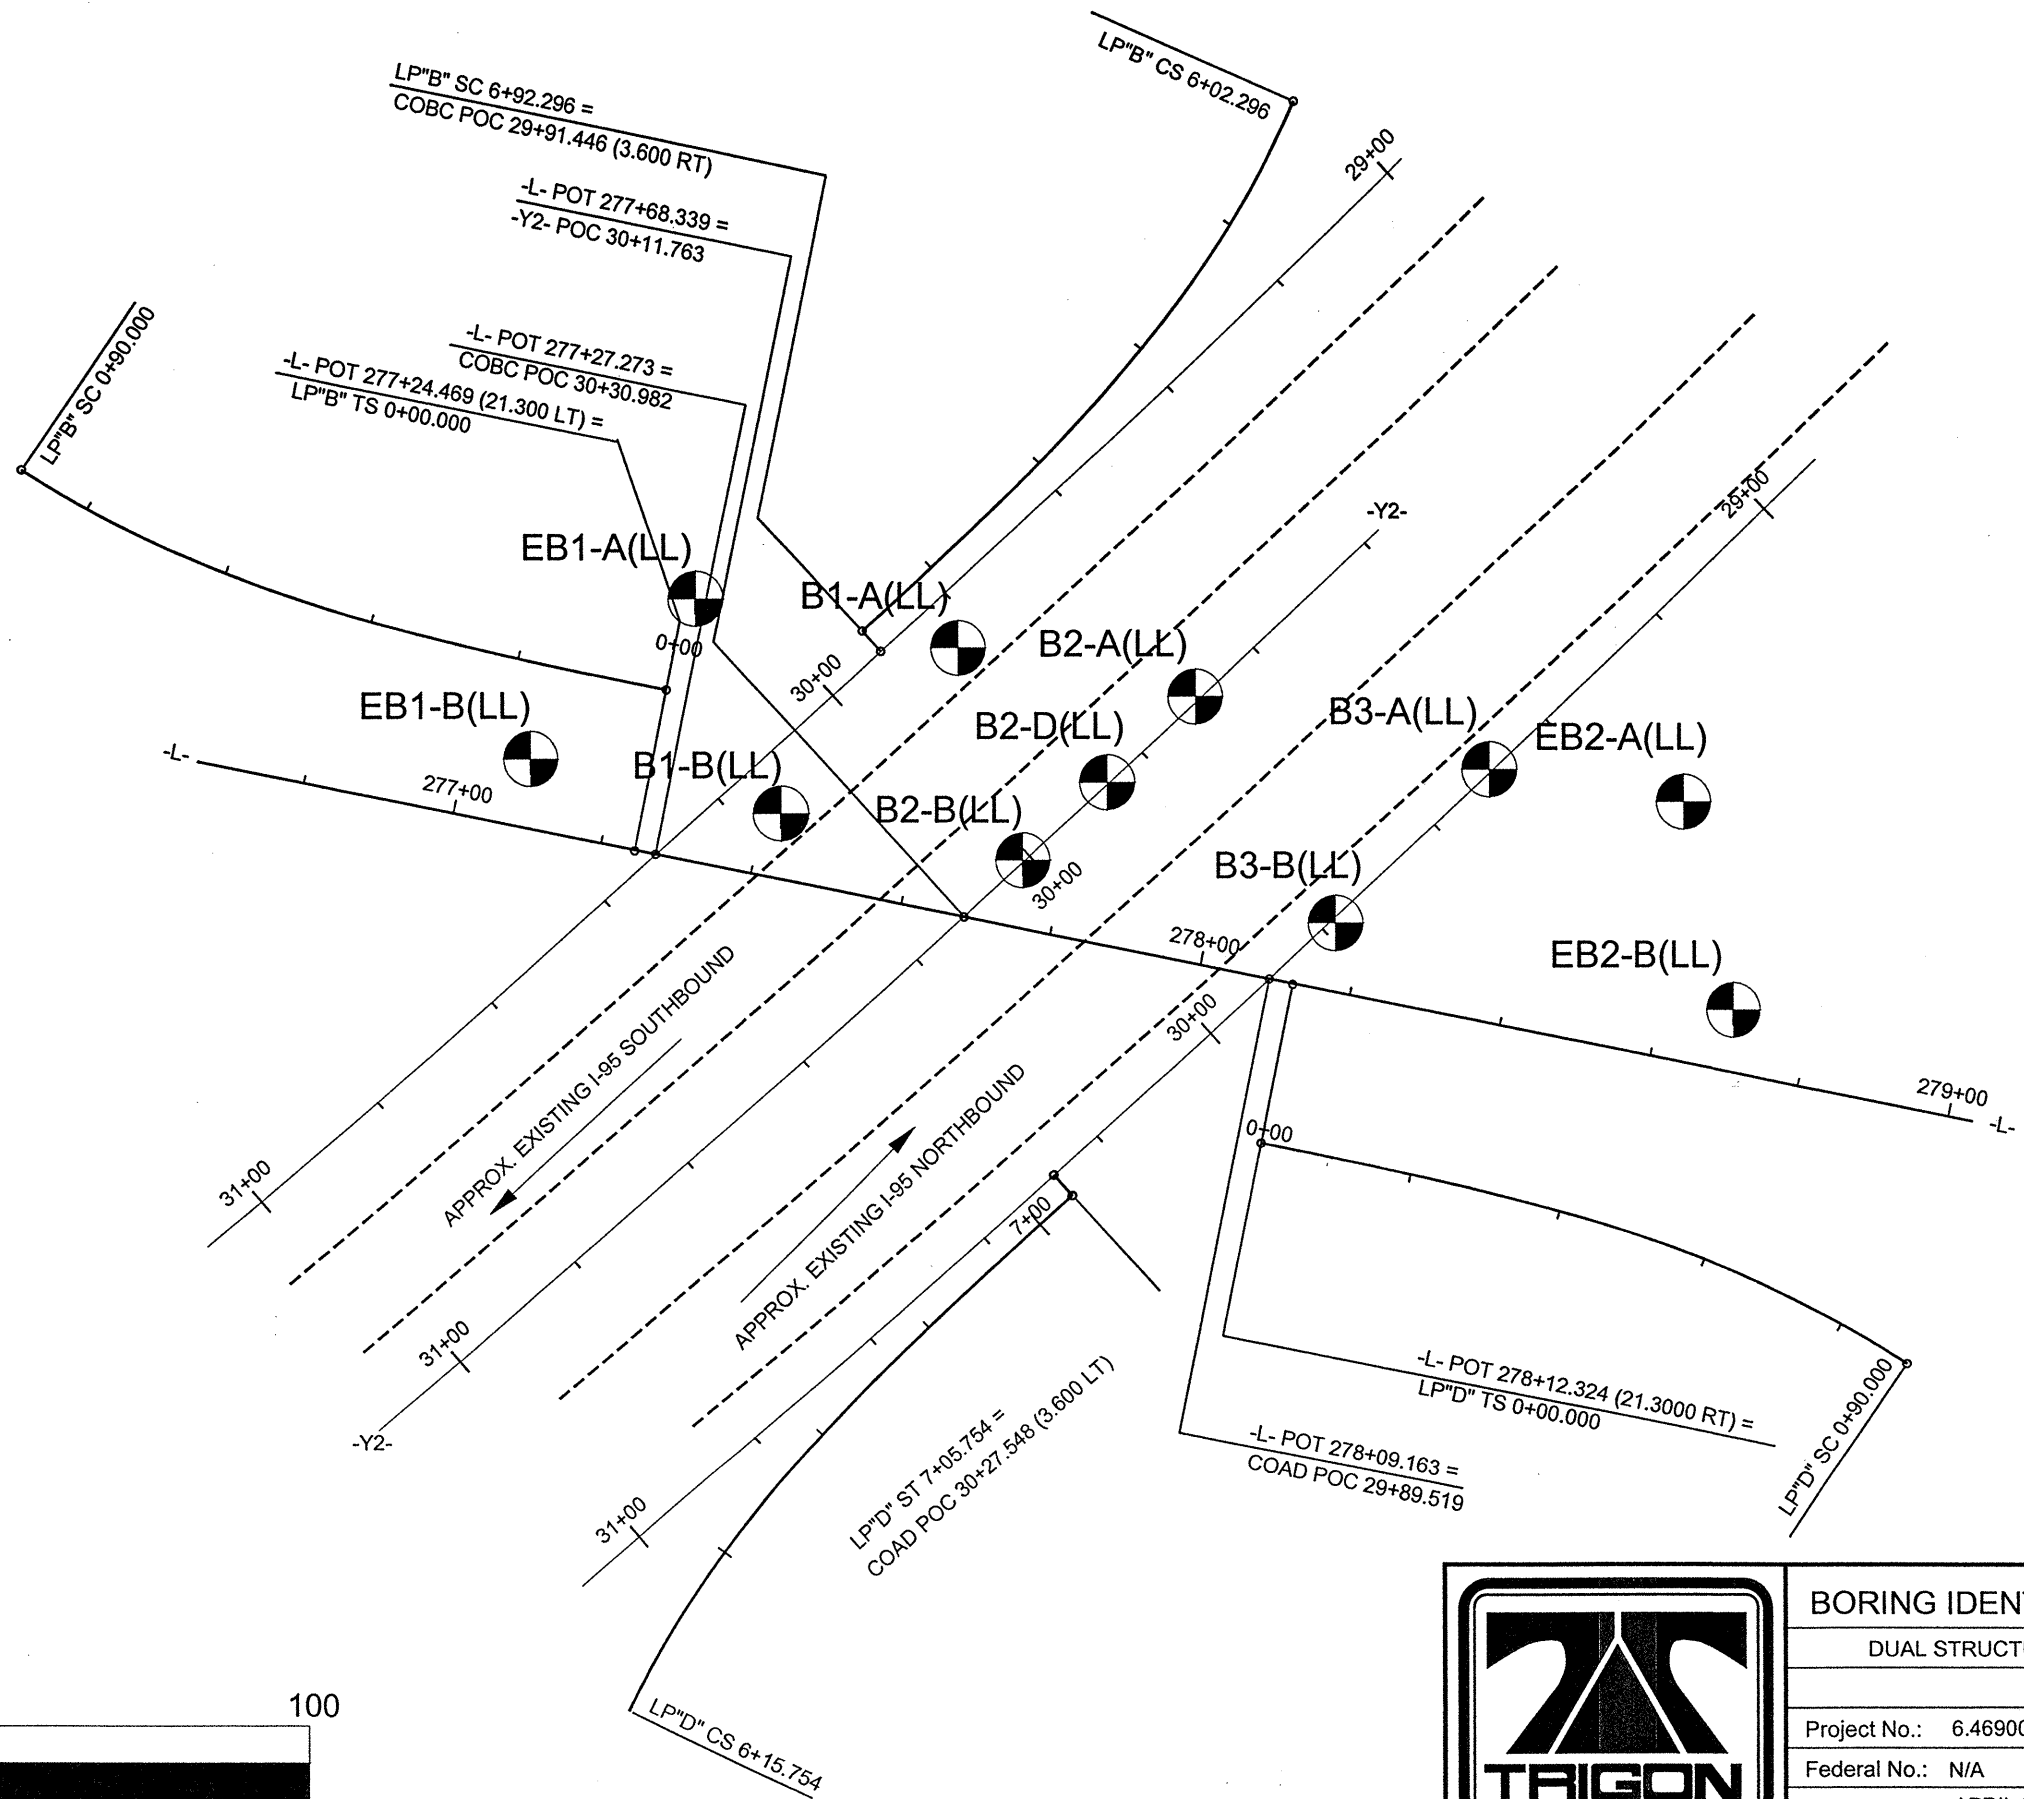 LP"B" CS 6+02.296
LP"B" SC 6+92.296 =
COBC POC 29+91.446 (3.600 RT)
29+00
-L- POT 277+68.339 =
-Y2- POC 30+11.763
LP"B" SC 0+90.000
-L- POT 277+27.273 =
COBC POC 30+30.982
-L- POT 277+24.469 (21.300 LT) =
LP"B" TS 0+00.000
29+00
-Y2-
EB1-A(LL)
B1-A(LL)
0+00
B2-A(LL)
30+00
EB1-B(LL)
B2-D(LL)
B3-A(LL)
EB2-A(LL)
-L-
277+00
B1-B(LL)
B2-B(LL)
30+00
B3-B(LL)
278+00
EB2-B(LL)
APPROX. EXISTING I-95 SOUTHBOUND
30+00
279+00
-L-
0+00
APPROX. EXISTING I-95 NORTHBOUND
31+00
7+00
31+00
-Y2-
-L- POT 278+12.324 (21.3000 RT) =
LP"D" TS 0+00.000
LP"D" SC 0+90.000
-L- POT 278+09.163 =
COAD POC 29+89.519
LP"D" ST 7+05.754 =
COAD POC 30+27.548 (3.600 LT)
31+00
LP"D" CS 6+15.754
100
BORING IDEN
DUAL STRUCT
Project No.: 6.46900
Federal No.: N/A
TRIGON